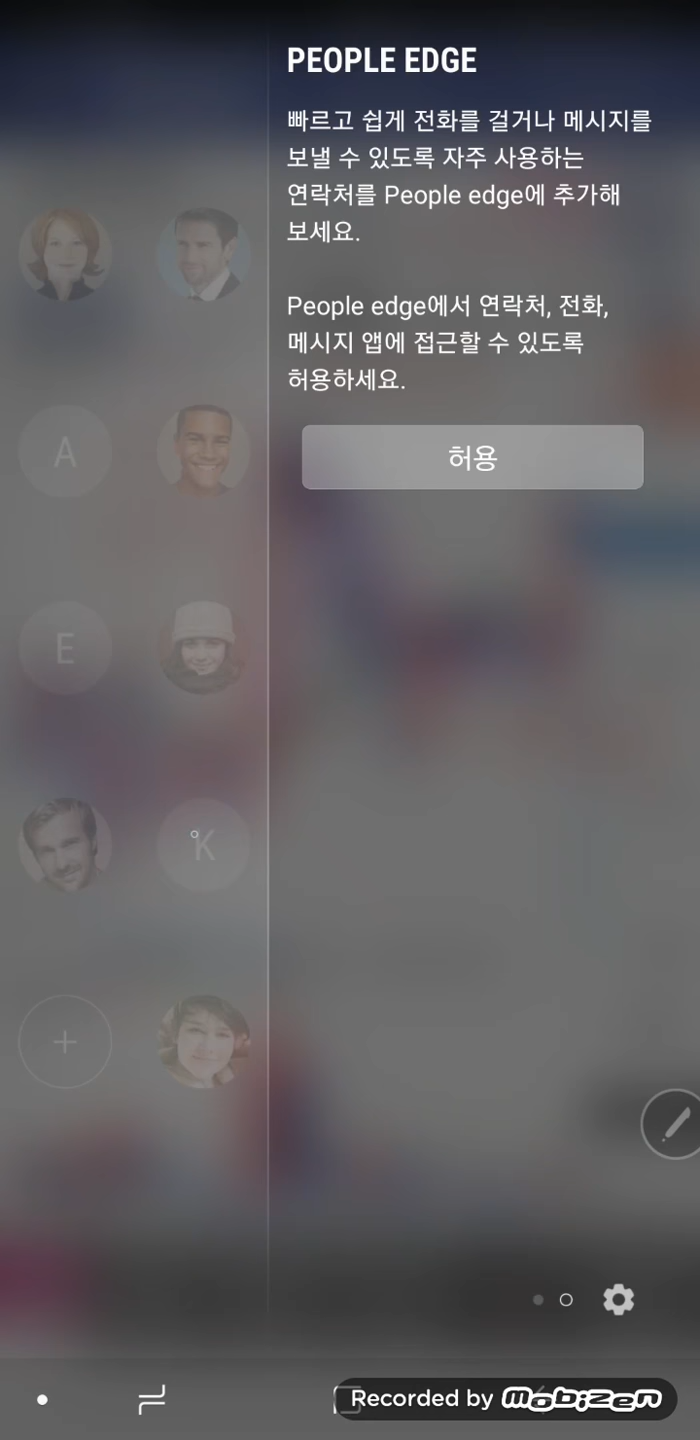 PEOPLE EDGE
빠르고 쉽게 전화를 걸거나 메시지를
보낼 수 있도록 자주 사용하는
연락처를 People edge에 추가해
보세요.
People edge에서 연락처, 전화,
메시지 앱에 접근할 수 있도록
허용하세요.
허용
A
E
K
Recorded by mobizen